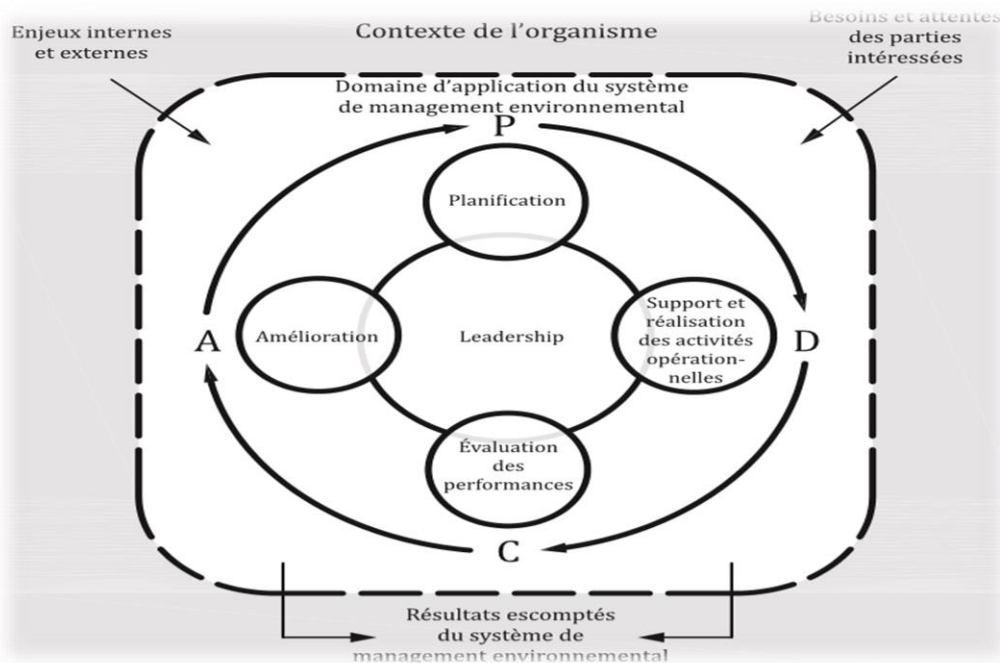 Besoins et attentes
des parties
intéressées
Enjeux internes
et externes
Contexte de l’organisme
Domaine d’application du système
de management environnemental
P
Planification
A
Amélioration
Leadership
Support et
réalisation
des activités
opération-
nelles
D
Évaluation
des
performances
C
Résultats escomptés
du système de
management environnemental